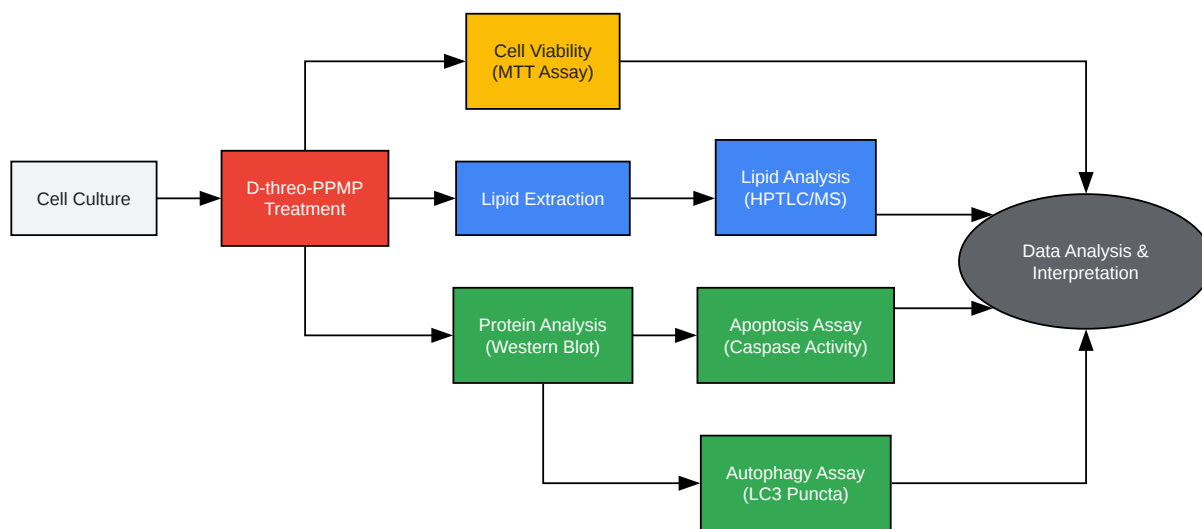 Cell Viability
(MTT Assay)
Cell Culture
D-threo-PPMP
Treatment
Lipid Extraction
Lipid Analysis
(HPTLC/MS)
Data Analysis &
Interpretation
Protein Analysis
(Western Blot)
Apoptosis Assay
(Caspase Activity)
Autophagy Assay
(LC3 Puncta)